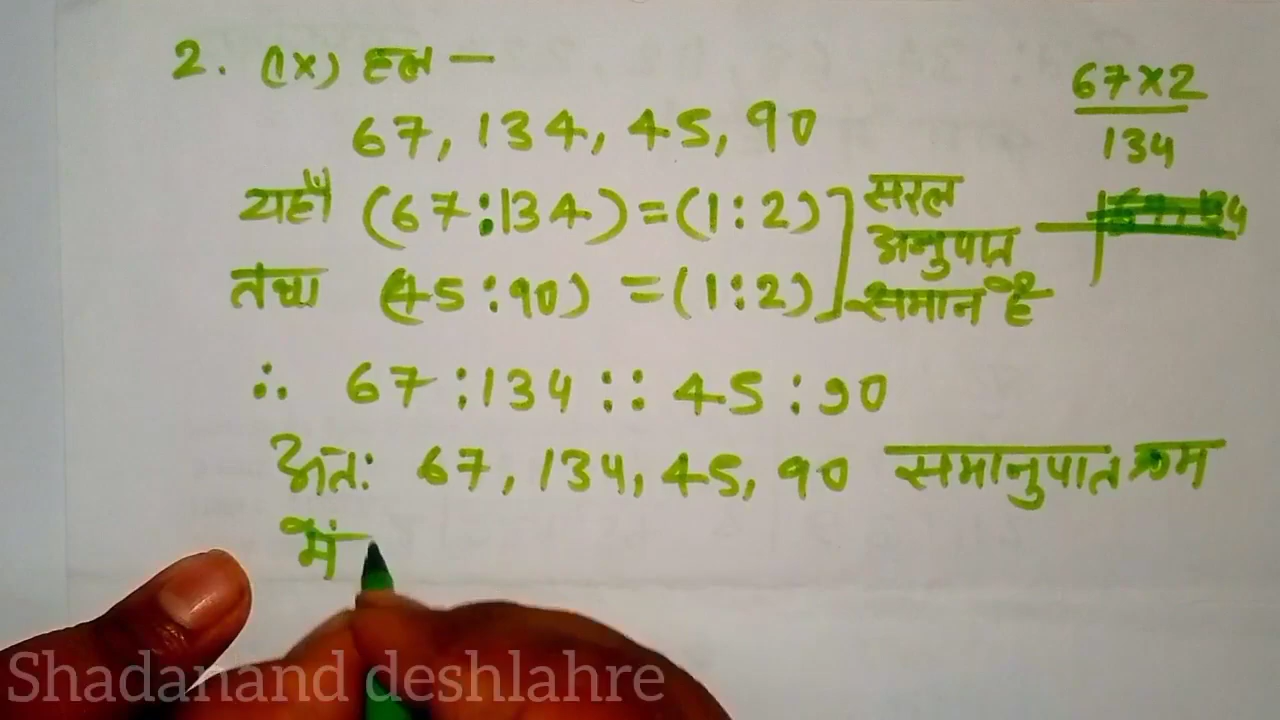 2. (ix) हल —
67, 134, 45, 90
67×2
134
यहाँ (67:134) = (1:2)
तथा (45:90) = (1:2)
सरल
अनुपात
समान है
∴ 67:134 :: 45:90
अतः 67, 134, 45, 90 समानुपात क्रम
में
Shadanand deshlahre